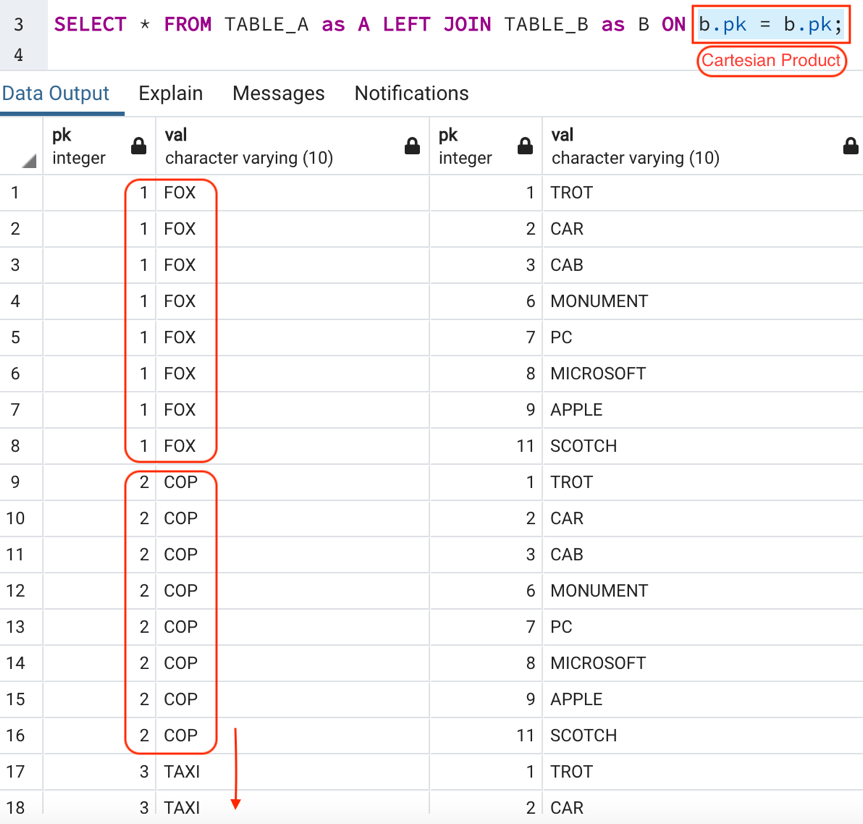 3 SELECT * FROM TABLE_A as A LEFT JOIN TABLE_B as B ON b.pk = b.pk;
4
Cartesian Product
Data Output Explain Messages Notifications
pk val pk val
integer character varying (10) integer character varying (10)
1 1 FOX 1 TROT
2 1 FOX 2 CAR
3 1 FOX 3 CAB
4 1 FOX 6 MONUMENT
5 1 FOX 7 PC
6 1 FOX 8 MICROSOFT
7 1 FOX 9 APPLE
8 1 FOX 11 SCOTCH
9 2 COP 1 TROT
10 2 COP 2 CAR
11 2 COP 3 CAB
12 2 COP 6 MONUMENT
13 2 COP 7 PC
14 2 COP 8 MICROSOFT
15 2 COP 9 APPLE
16 2 COP 11 SCOTCH
17 3 TAXI 1 TROT
18 3 TAXI 2 CAR